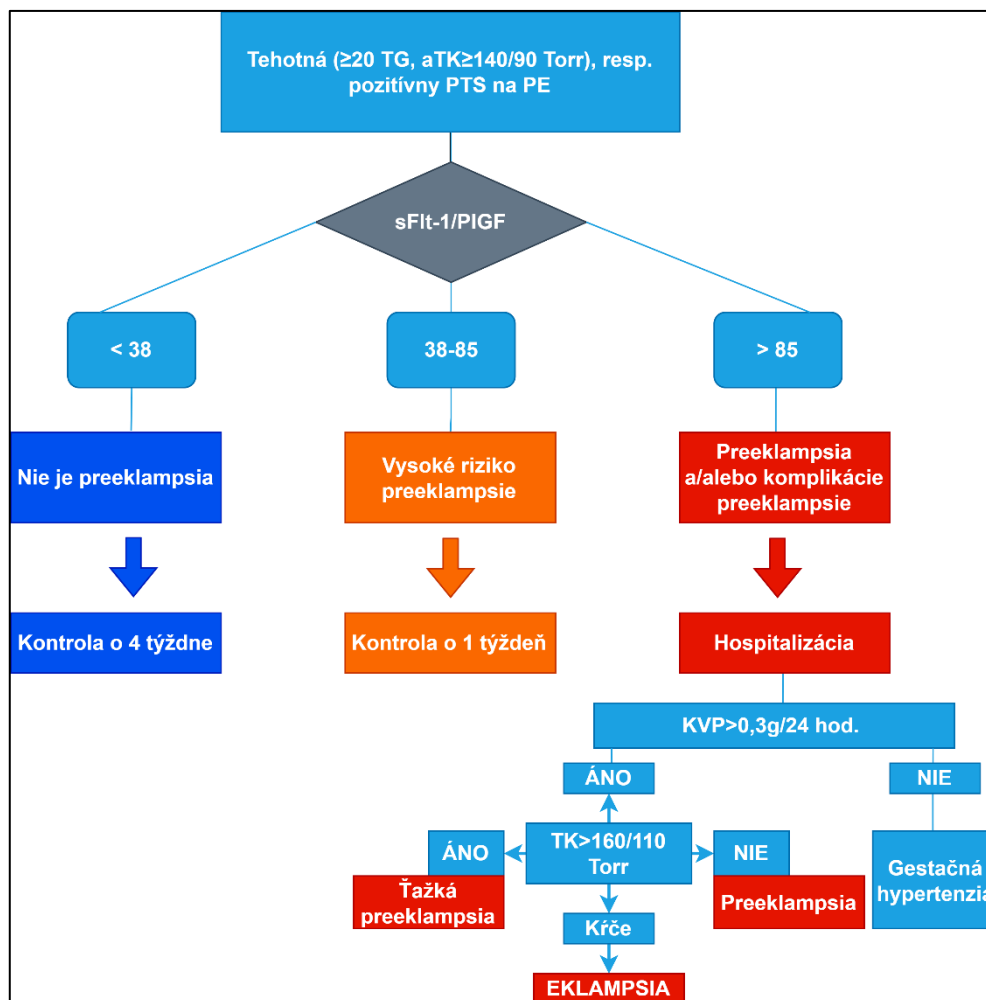 Tehotná (≥20 TG, aTK≥140/90 Torr), resp.
pozitívny PTS na PE
sFlt-1/PlGF
< 38
38-85
> 85
Nie je preeklampsia
Vysoké riziko
preeklampsie
Preeklampsia
a/alebo komplikácie
preeklampsie
Kontrola o 4 týždne
Kontrola o 1 týždeň
Hospitalizácia
KVP>0,3g/24 hod.
ÁNO
NIE
ÁNO
TK>160/110
Torr
NIE
Ťažká
preeklampsia
Preeklampsia
Gestačná
hypertenzia
Kŕče
EKLAMPSIA